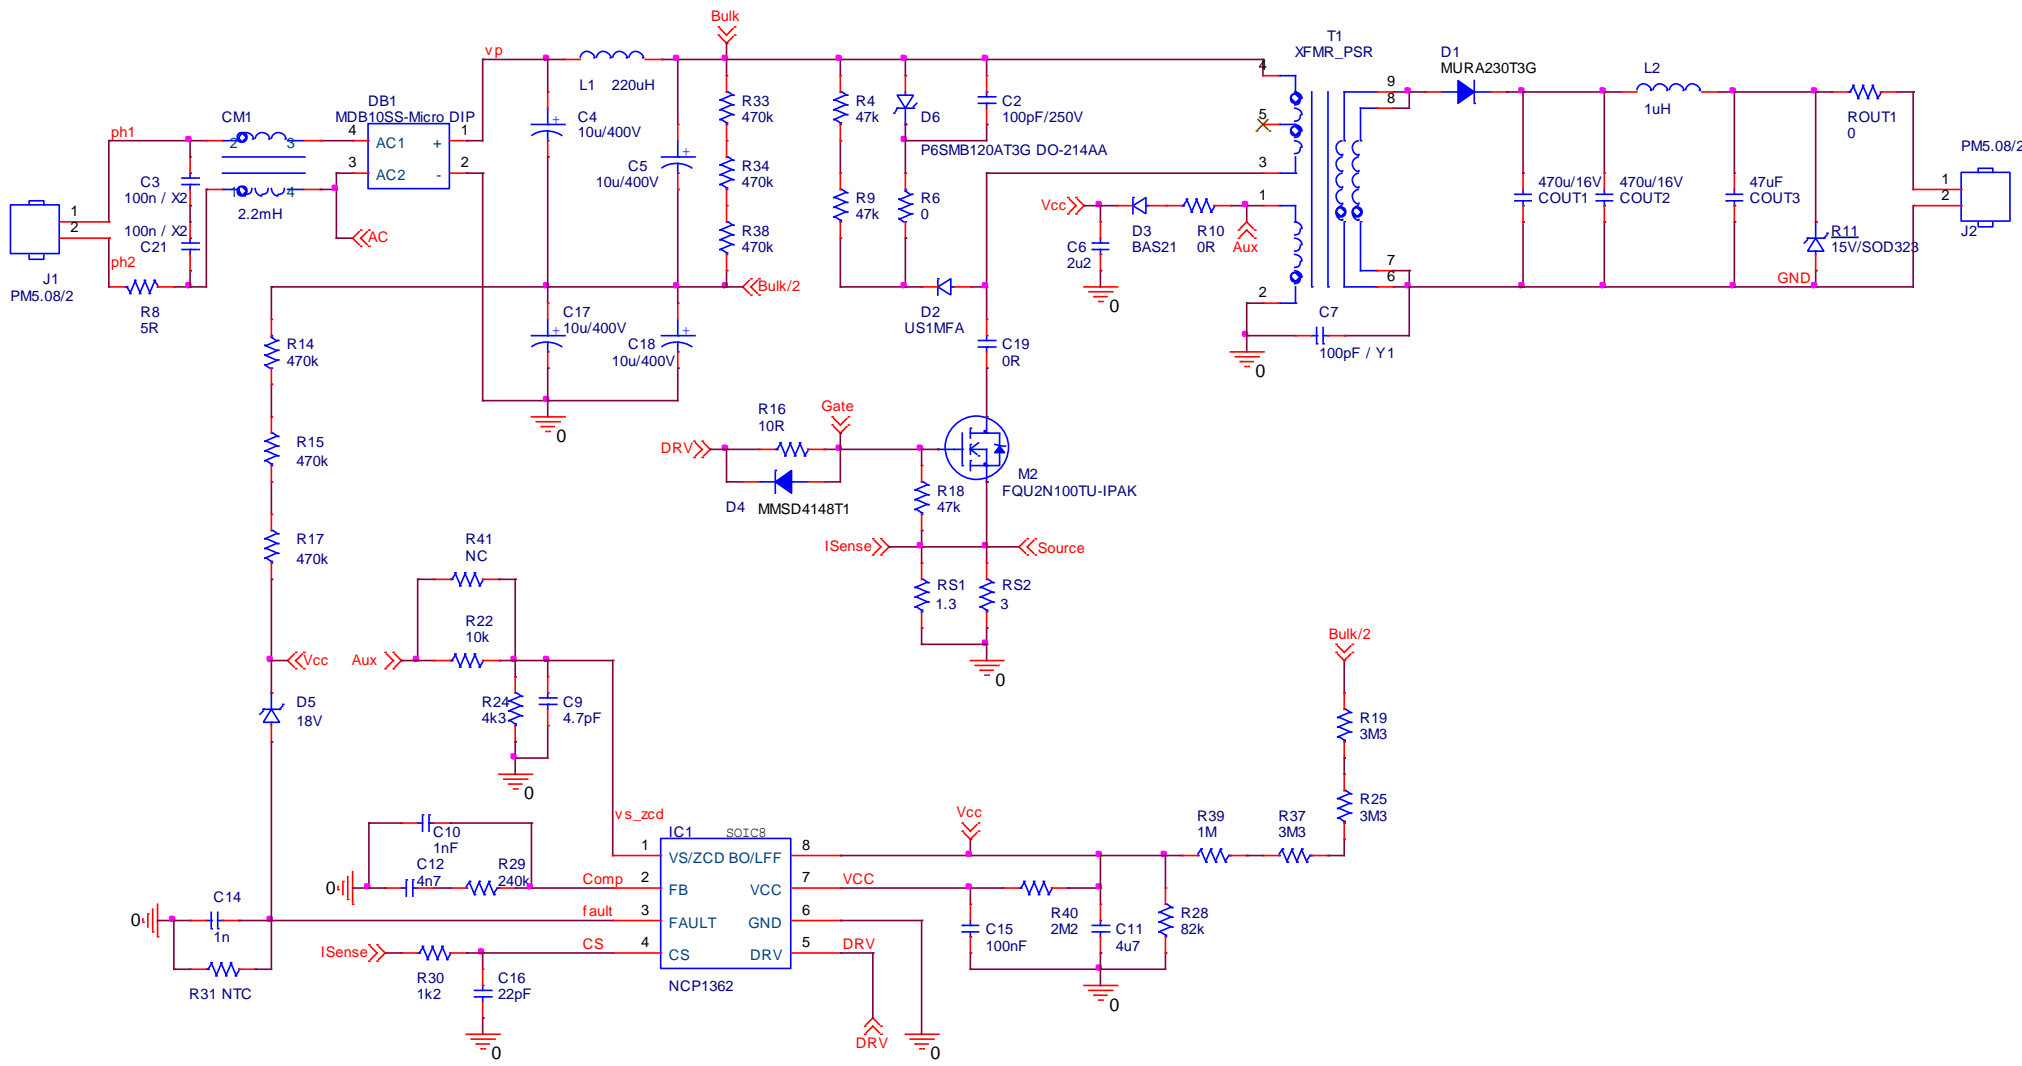 Bulk
vp
L1 220uH
DB1
MDB10SS-Micro DIP
CM1
ph1
2
3
4
AC1
+
1
3
AC2
-
2
1
4
2.2mH
C3
100n / X2
100n / X2
C21
1
2
ph2
J1
PM5.08/2
R8
5R
AC
C4
10u/400V
C5
10u/400V
R33
470k
R34
470k
R38
470k
Bulk/2
C17
10u/400V
C18
10u/400V
0
R4
47k
R9
47k
D6
P6SMB120AT3G DO-214AA
C2
100pF/250V
R6
0
D2
US1MFA
C19
0R
T1
XFMR_PSR
4
5
3
1
2
9
8
7
6
Vcc
D3
BAS21
R10
0R
Aux
C6
2u2
0
C7
100pF / Y1
0
D1
MURA230T3G
L2
1uH
470u/16V
COUT1
470u/16V
COUT2
47uF
COUT3
R11
15V/SOD323
GND
ROUT1
0
PM5.08/2
1
2
J2
R14
470k
R15
470k
R17
470k
Vcc
D5
18V
R16
10R
Gate
DRV
D4
MMSD4148T1
R18
47k
M2
FQU2N100TU-IPAK
ISense
Source
RS1
1.3
RS2
3
0
R41
NC
R22
10k
Aux
R24
4k3
C9
4.7pF
0
vs_zcd
Bulk/2
R19
3M3
R25
3M3
R37
3M3
R39
1M
Vcc
IC1
SOIC8
1
VS/ZCD
BO/LFF
8
2
FB
VCC
7
3
FAULT
GND
6
4
CS
DRV
5
NCP1362
C10
1nF
C12
4n7
R29
240k
0
Comp
fault
CS
C14
1n
0
R31 NTC
ISense
R30
1k2
C16
22pF
0
VCC
DRV
DRV
0
C15
100nF
R40
2M2
C11
4u7
R28
82k
0